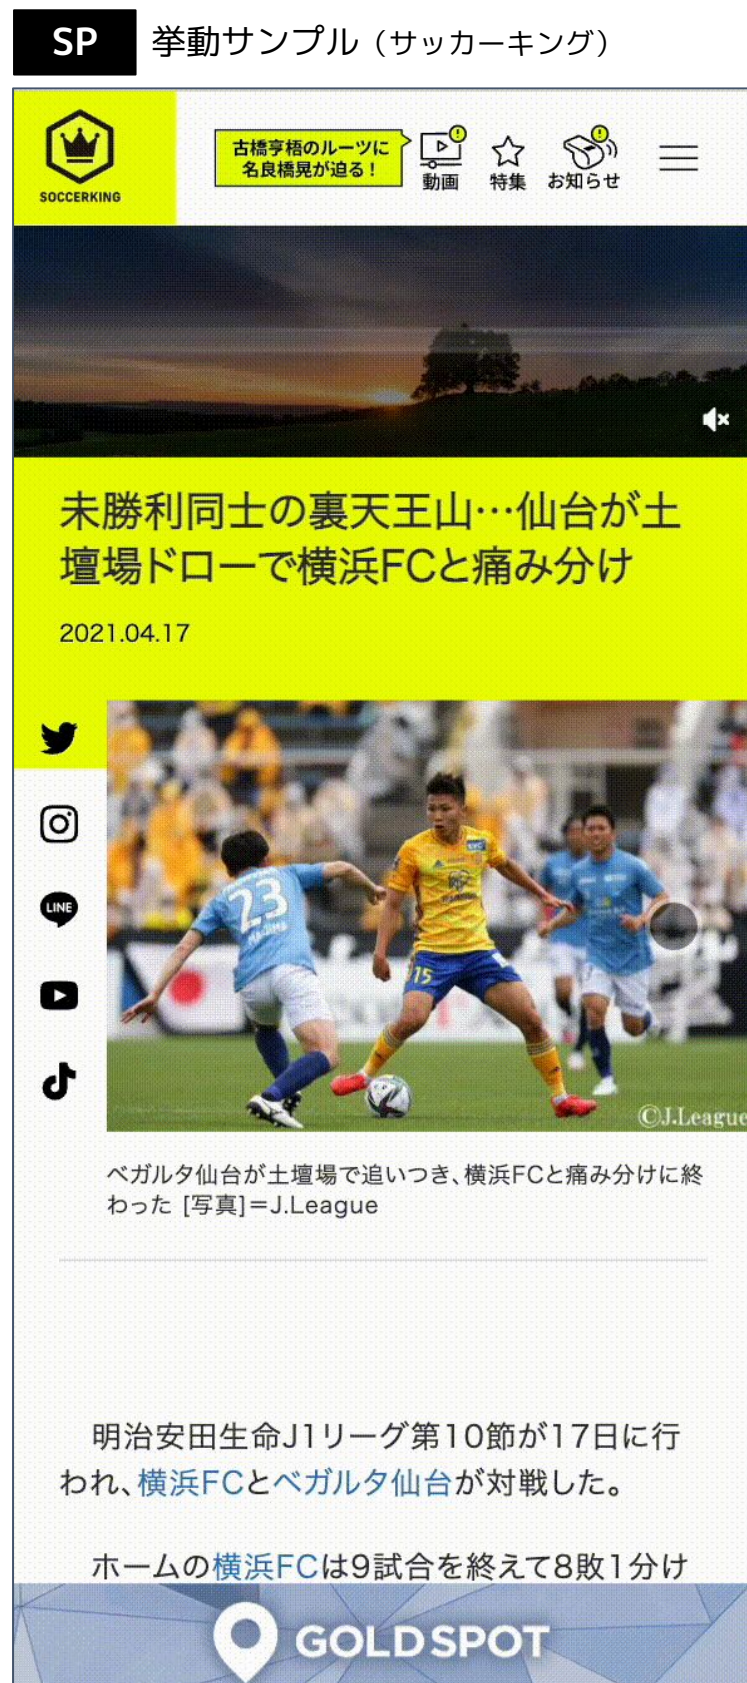 SP 挙動サンプル（サッカーキング）
SOCCERKING
古橋亨梧のルーツに
名良橋晃が迫る！
動画 特集 お知らせ
未勝利同士の裏天王山…仙台が土
壇場ドローで横浜FCと痛み分け
2021.04.17
LINE
23
15
©J.League
ベガルタ仙台が土壇場で追いつき、横浜FCと痛み分けに終
わった [写真]＝J.League
明治安田生命J1リーグ第10節が17日に行
われ、横浜FCとベガルタ仙台が対戦した。
ホームの横浜FCは9試合を終えて8敗1分け
GOLDSPOT